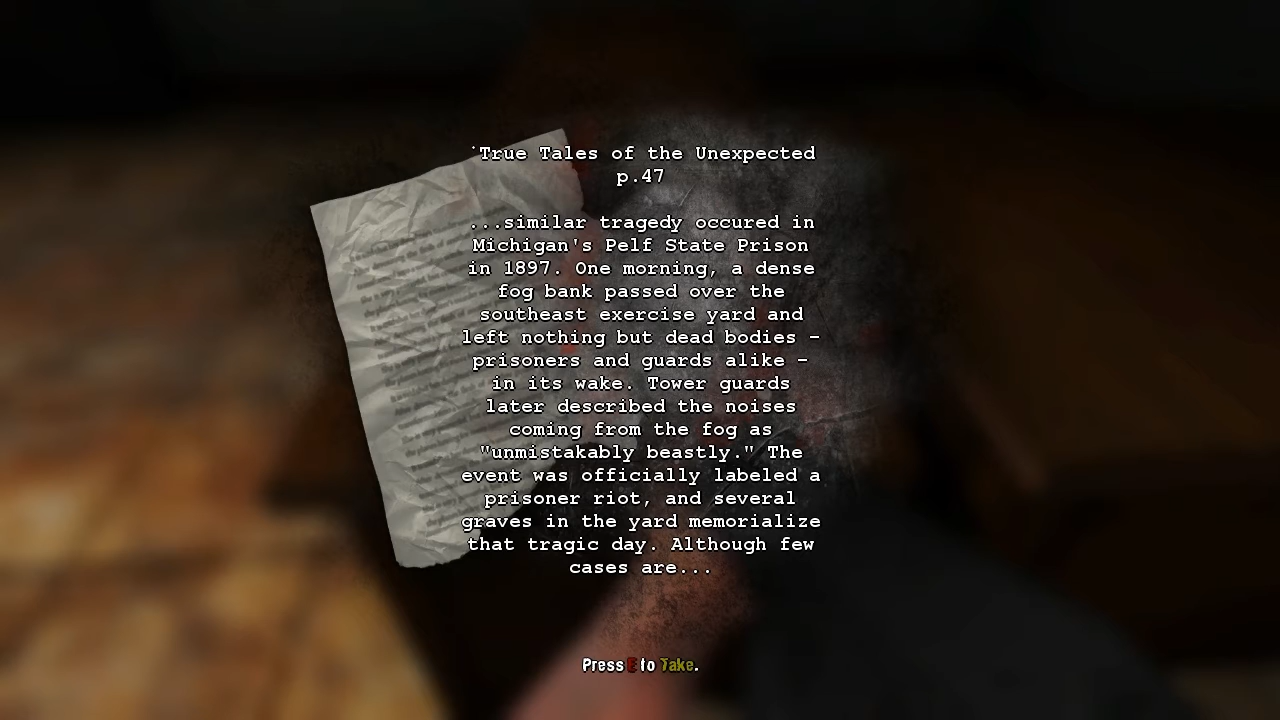 'True Tales of the Unexpected
p.47
...similar tragedy occured in
Michigan's Pelf State Prison
in 1897. One morning, a dense
fog bank passed over the
southeast exercise yard and
left nothing but dead bodies -
prisoners and guards alike -
in its wake. Tower guards
later described the noises
coming from the fog as
"unmistakably beastly." The
event was officially labeled a
prisoner riot, and several
graves in the yard memorialize
that tragic day. Although few
cases are...
Press E to Take.